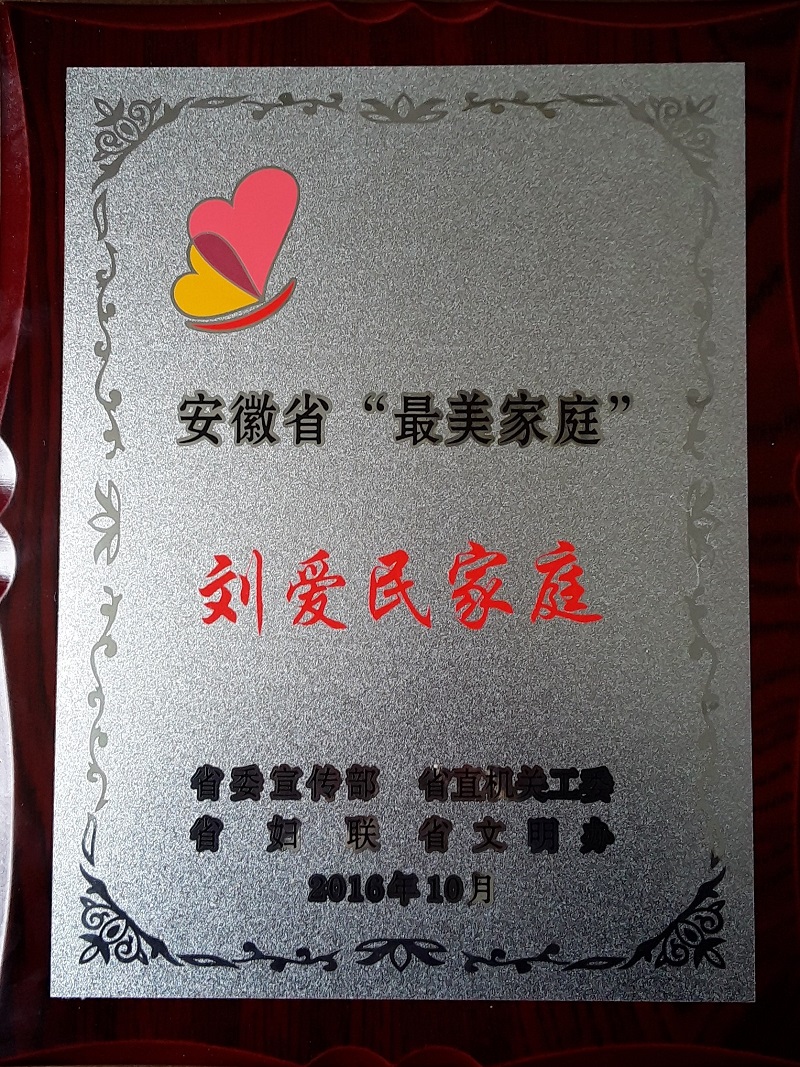 安徽省“最美家庭”
刘爱民家庭
省委宣传部 省直机关工委
省妇联 省文明办
2016年10月